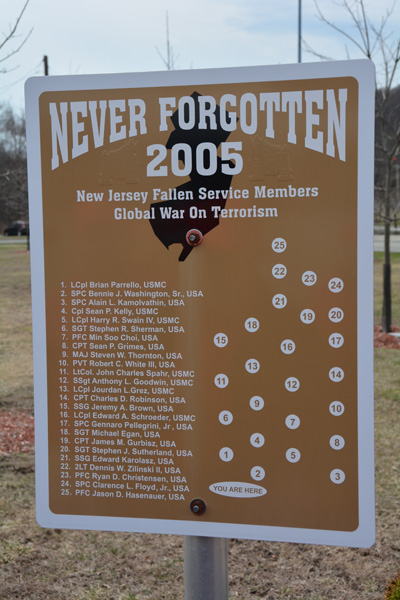 NEVER FORGOTTEN
2005
New Jersey Fallen Service Members
Global War On Terrorism
1. LCpl Brian Parrello, USMC
2. SPC Bennie J. Washington, Sr., USA
3. SPC Alain L. Kamolvathin, USA
4. Cpl Sean P. Kelly, USMC
5. LCpl Harry R. Swain IV, USMC
6. SGT Stephen R. Sherman, USA
7. PFC Min Soo Choi, USA
8. CPT Sean P. Grimes, USA
9. MAJ Steven W. Thornton, USA
10. PVT Robert C. White III, USA
11. LtCol. John Charles Spahr, USMC
12. SSgt Anthony L. Goodwin, USMC
13. LCpl Jourdan L.Grez, USMC
14. CPT Charles D. Robinson, USA
15. SSG Jeremy A. Brown, USA
16. LCpl Edward A. Schroeder, USMC
17. SPC Gennaro Pellegrini, Jr , USA
18. SGT Michael Egan, USA
19. CPT James M. Gurbisz, USA
20. SGT Stephen J. Sutherland, USA
21. SSG Edward Karolasz, USA
22. 2LT Dennis W. Zilinski II, USA
23. PFC Ryan D. Christensen, USA
24. SPC Clarence L. Floyd, Jr., USA
25. PFC Jason D. Hasenauer, USA
25
22
23
24
21
19
20
18
15
16
17
13
14
11
12
9
10
6
7
4
8
1
5
2
3
YOU ARE HERE